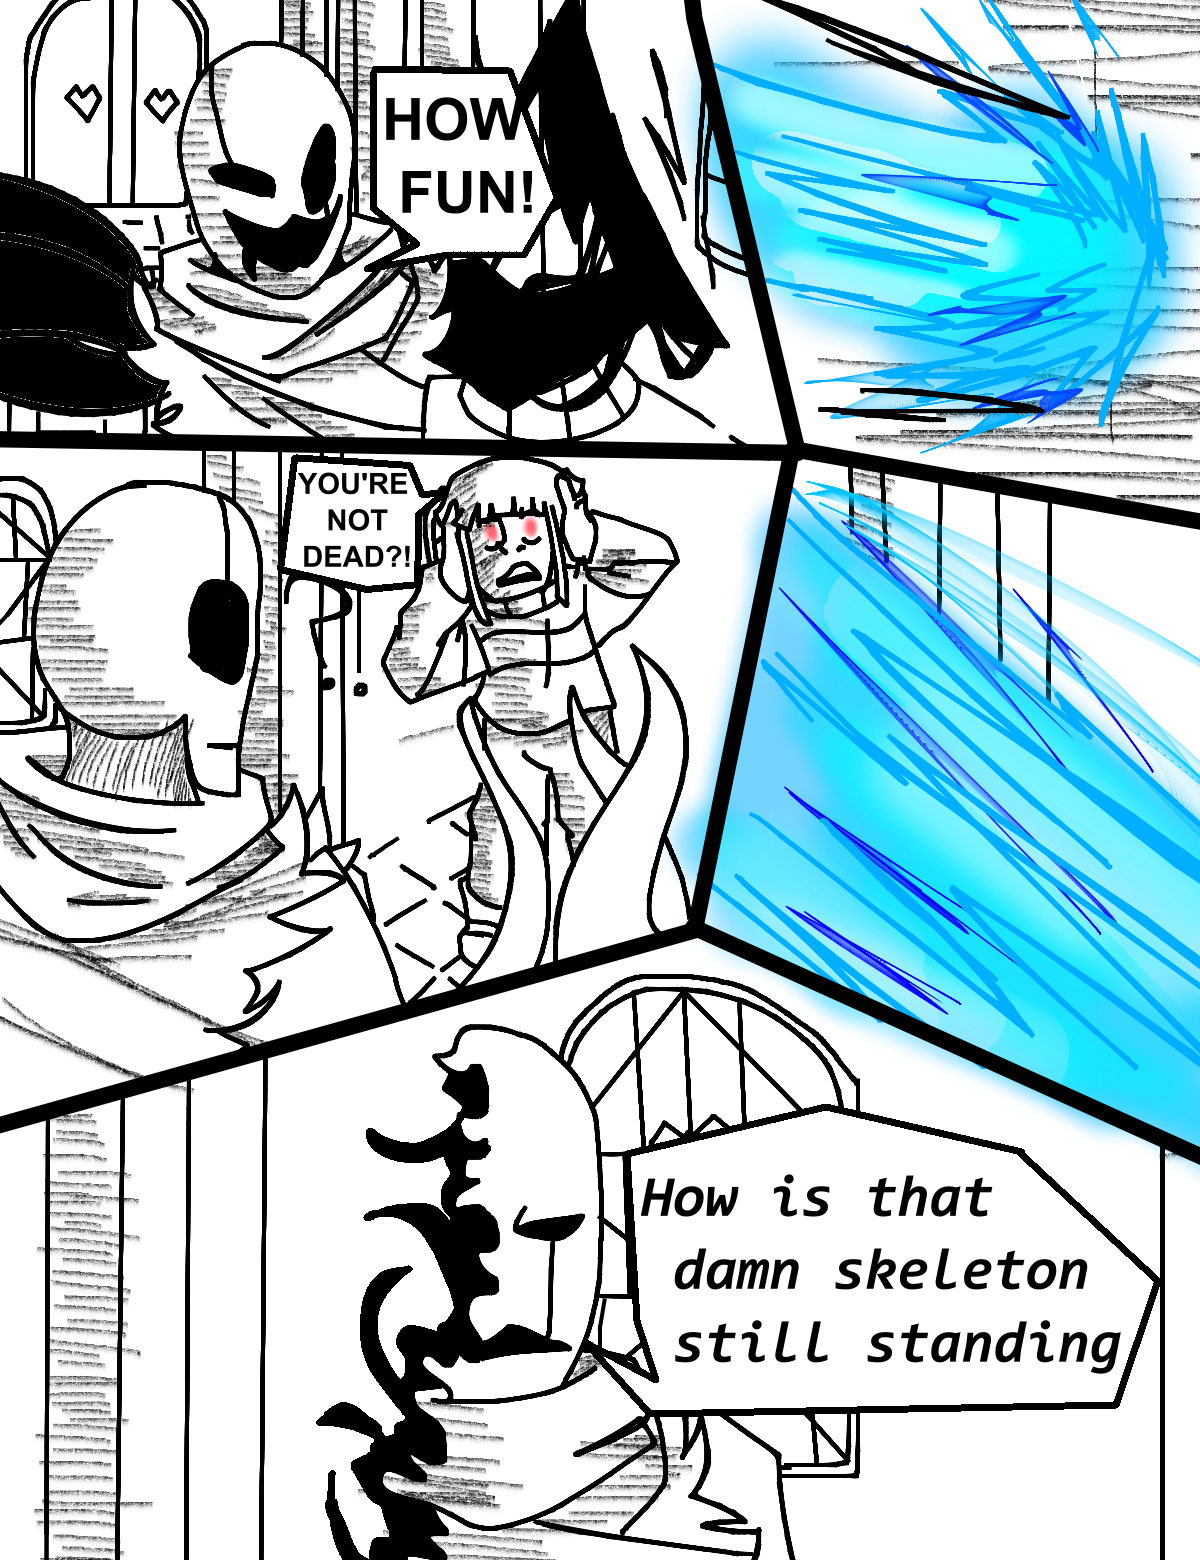 HOW
FUN!
YOU'RE
NOT
DEAD?!
How is that
damn skeleton
still standing